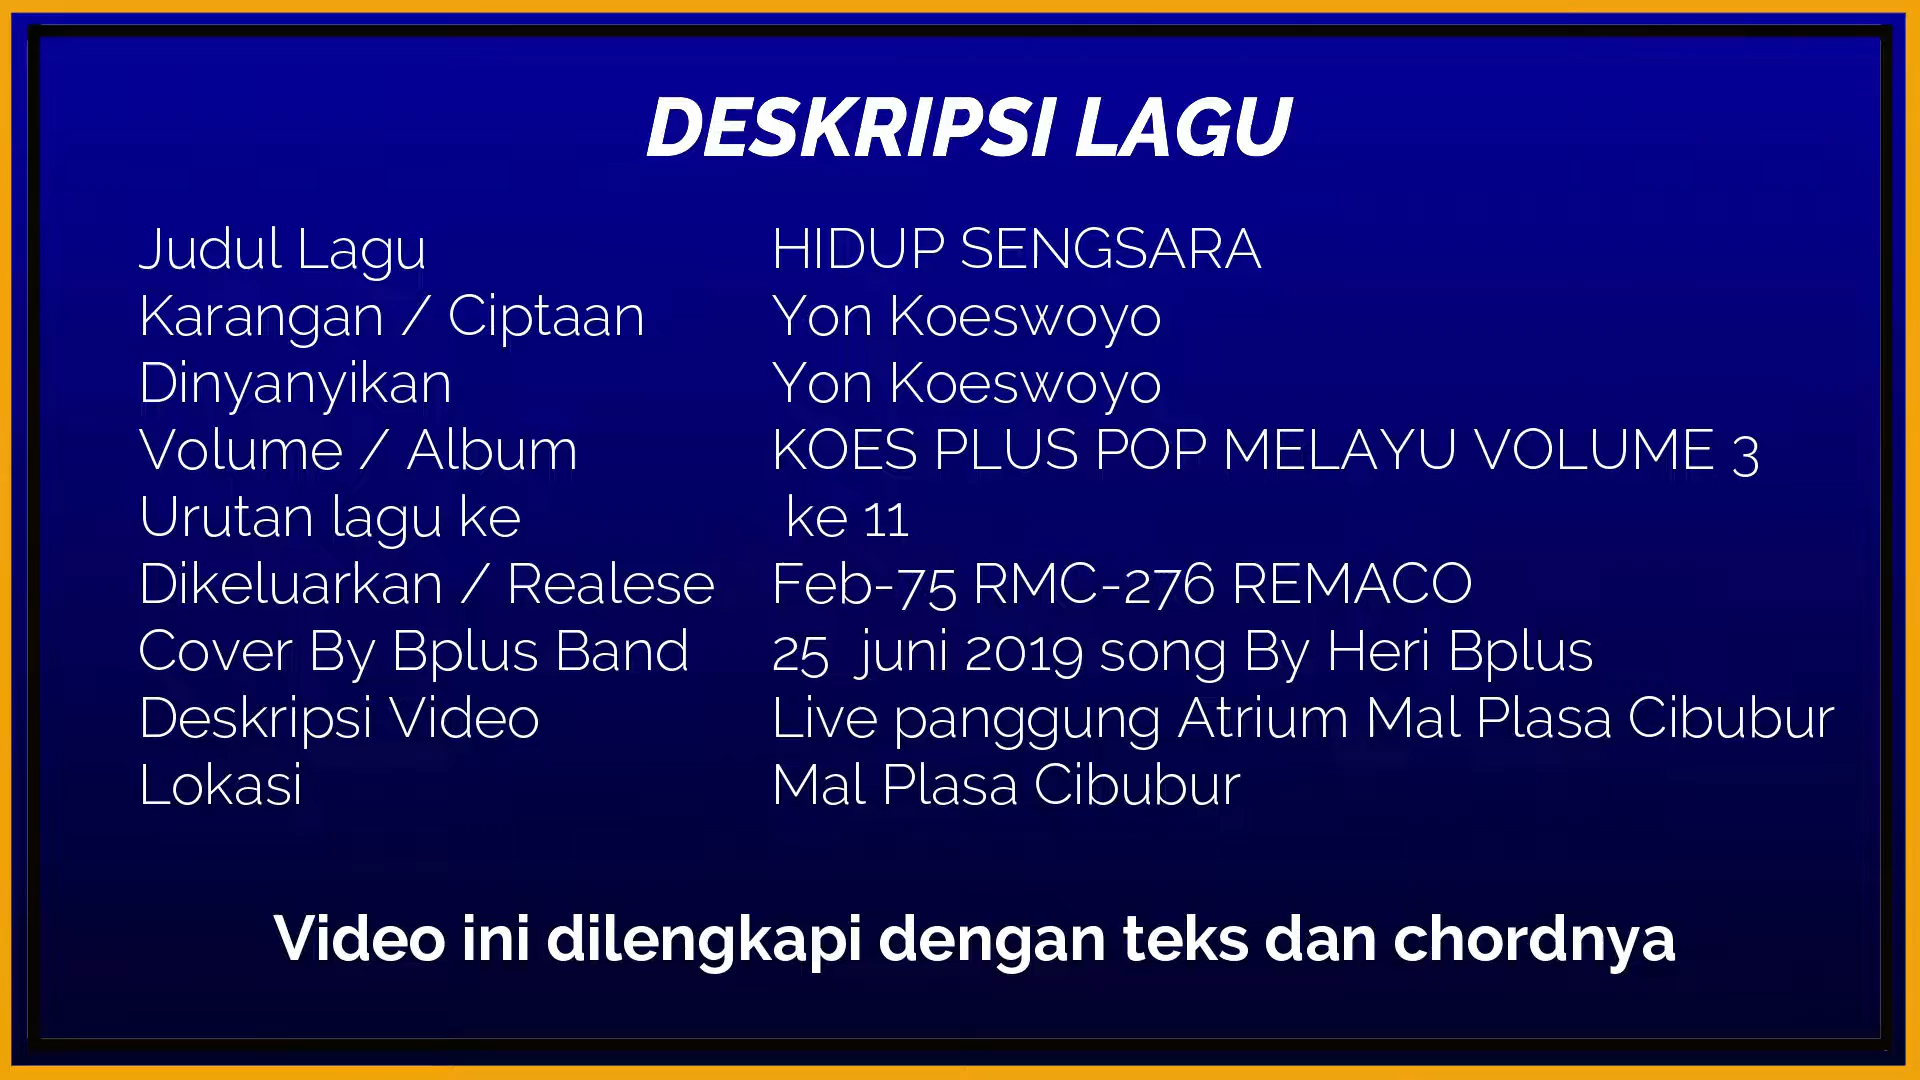 DESKRIPSI LAGU
Judul Lagu HIDUP SENGSARA
Karangan / Ciptaan Yon Koeswoyo
Dinyanyikan Yon Koeswoyo
Volume / Album KOES PLUS POP MELAYU VOLUME 3
Urutan lagu ke ke 11
Dikeluarkan / Realese Feb-75 RMC-276 REMACO
Cover By Bplus Band 25 juni 2019 song By Heri Bplus
Deskripsi Video Live panggung Atrium Mal Plasa Cibubur
Lokasi Mal Plasa Cibubur
Video ini dilengkapi dengan teks dan chordnya